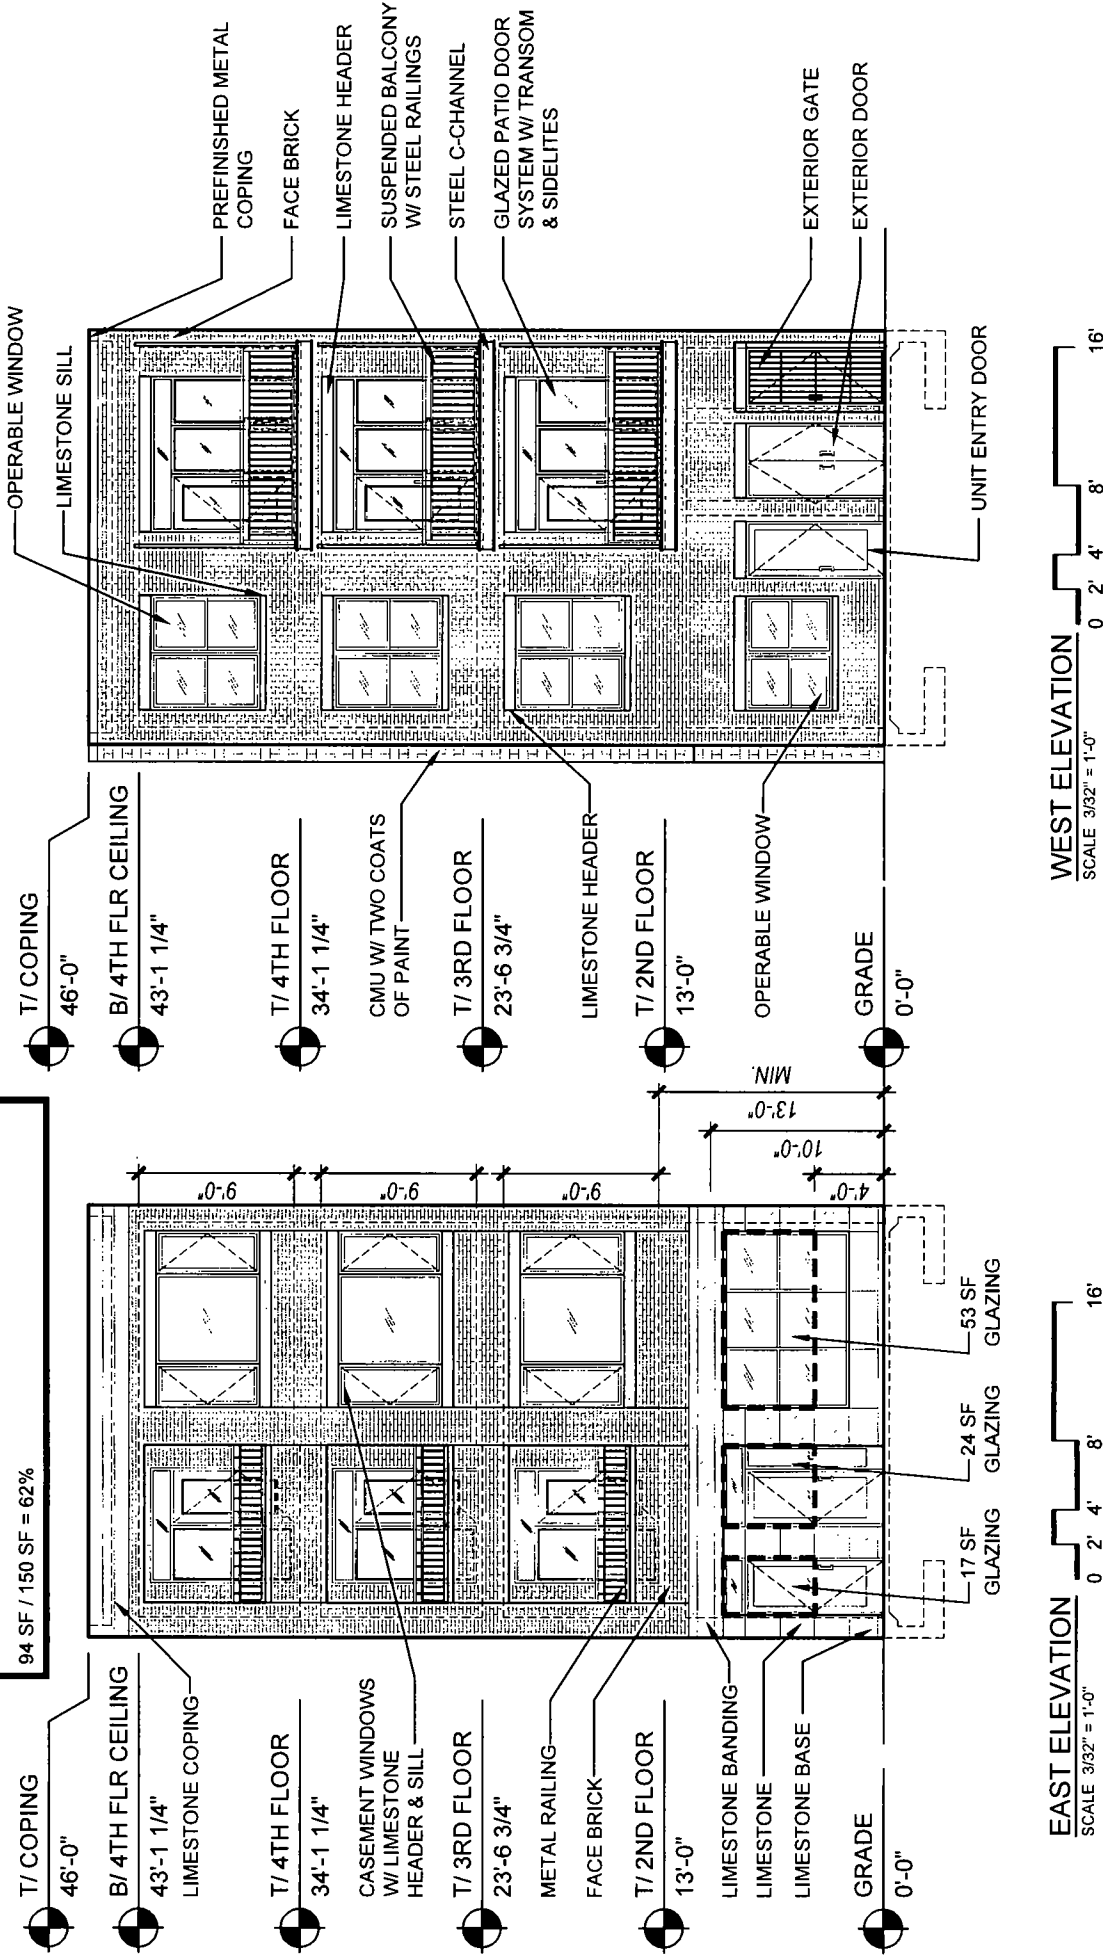 94 SF / 150 SF = 62%
T/ COPING
46'-0"
B/ 4TH FLR CEILING
43'-1 1/4"
LIMESTONE COPING
T/ 4TH FLOOR
34'-1 1/4"
CASEMENT WINDOWS
W/ LIMESTONE
HEADER & SILL
T/ 3RD FLOOR
23'-6 3/4"
METAL RAILING
FACE BRICK
T/ 2ND FLOOR
13'-0"
LIMESTONE BANDING
LIMESTONE
LIMESTONE BASE
GRADE
0'-0"
9'-0"
9'-0"
9'-0"
4'-0"
10'-0"
13'-0"
MIN.
17 SF
GLAZING
24 SF
GLAZING
53 SF
GLAZING
EAST ELEVATION
SCALE 3/32" = 1'-0"
0 2' 4' 8' 16'
T/ COPING
46'-0"
B/ 4TH FLR CEILING
43'-1 1/4"
T/ 4TH FLOOR
34'-1 1/4"
CMU W/ TWO COATS
OF PAINT
T/ 3RD FLOOR
23'-6 3/4"
LIMESTONE HEADER
T/ 2ND FLOOR
13'-0"
OPERABLE WINDOW
GRADE
0'-0"
OPERABLE WINDOW
LIMESTONE SILL
PREFINISHED METAL
COPING
FACE BRICK
LIMESTONE HEADER
SUSPENDED BALCONY
W/ STEEL RAILINGS
STEEL C-CHANNEL
GLAZED PATIO DOOR
SYSTEM W/ TRANSOM
& SIDELITES
EXTERIOR GATE
EXTERIOR DOOR
UNIT ENTRY DOOR
WEST ELEVATION
SCALE 3/32" = 1'-0"
0 2' 4' 8' 16'